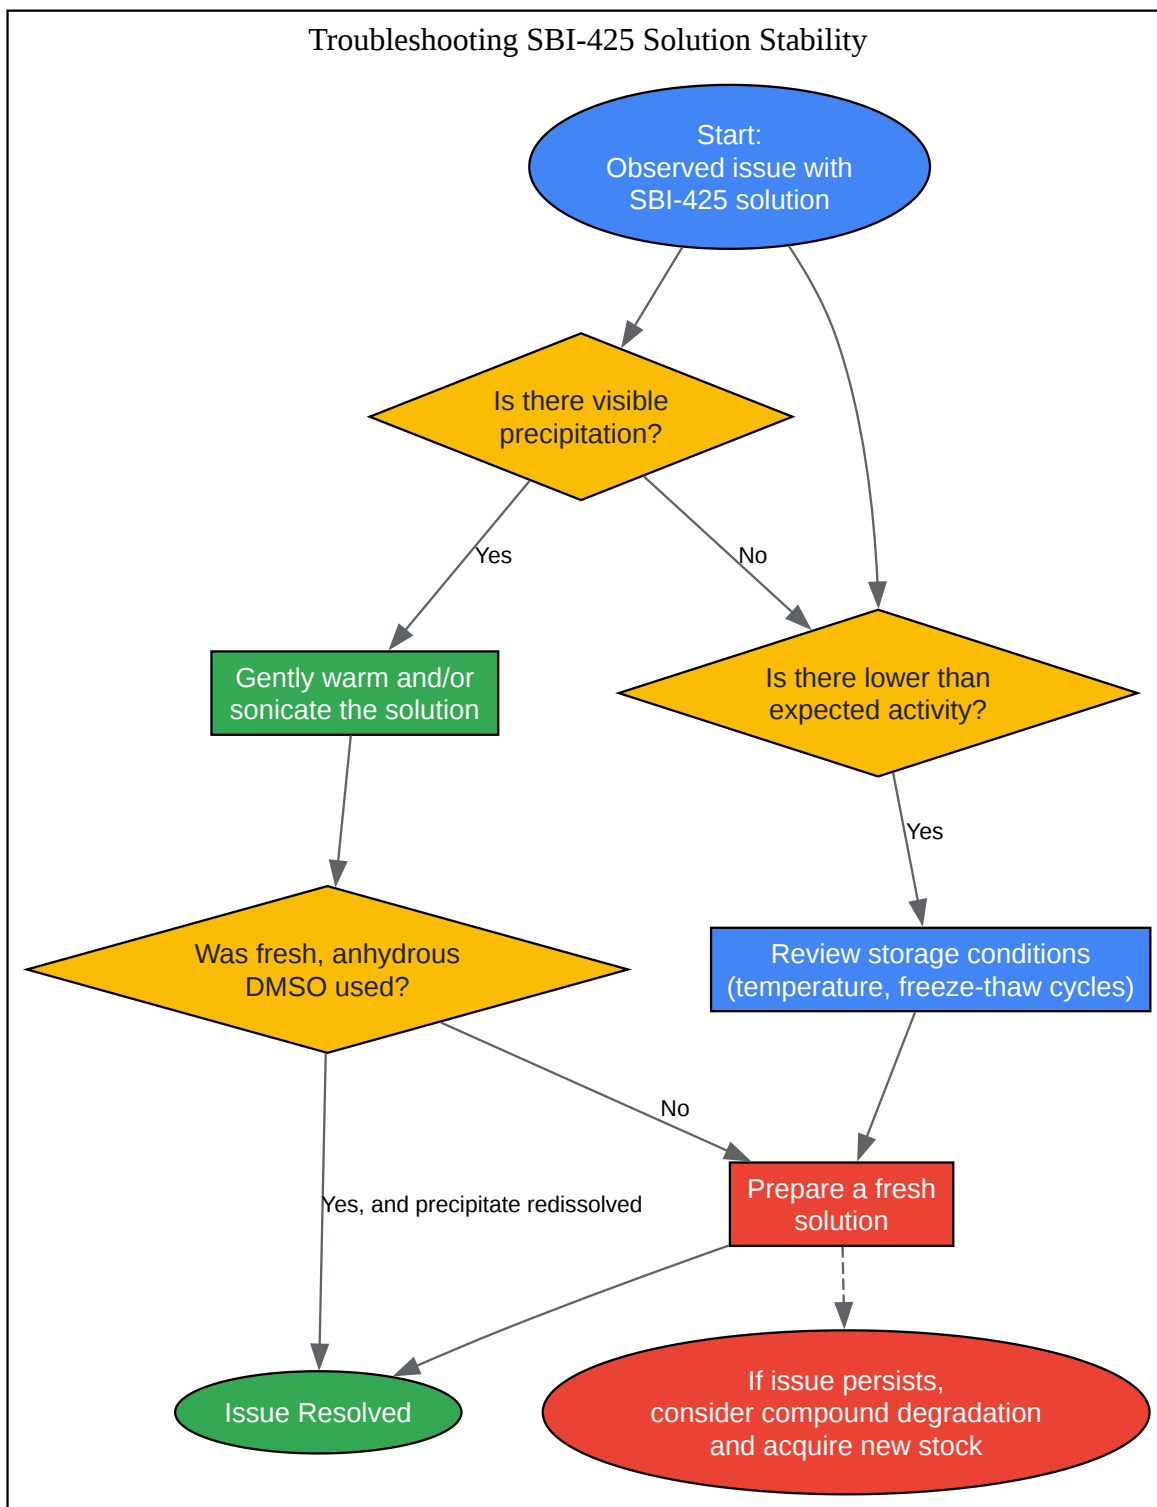 Troubleshooting SBI-425 Solution Stability
Start:
Observed issue with
SBI-425 solution
Is there visible
precipitation?
Yes
No
Gently warm and/or
sonicate the solution
Is there lower than
expected activity?
Yes
Was fresh, anhydrous
DMSO used?
Review storage conditions
(temperature, freeze-thaw cycles)
No
Yes, and precipitate redissolved
Prepare a fresh
solution
Issue Resolved
If issue persists,
consider compound degradation
and acquire new stock